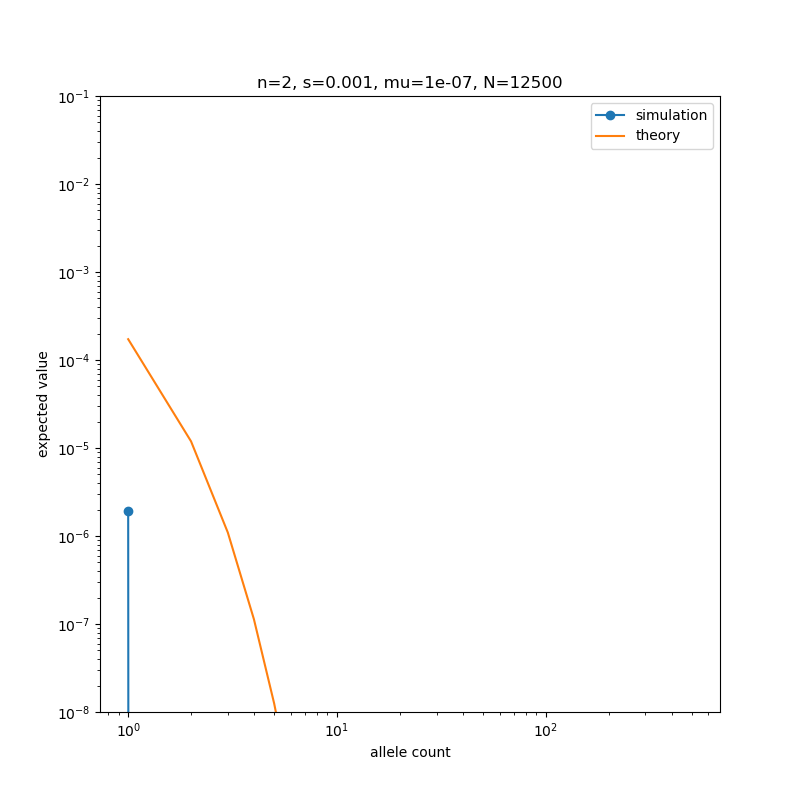 n=2, s=0.001, mu=1e-07, N=12500
simulation
theory
10⁻¹
10⁻²
10⁻³
10⁻⁴
10⁻⁵
10⁻⁶
10⁻⁷
10⁻⁸
expected value
10⁰
10¹
10²
allele count